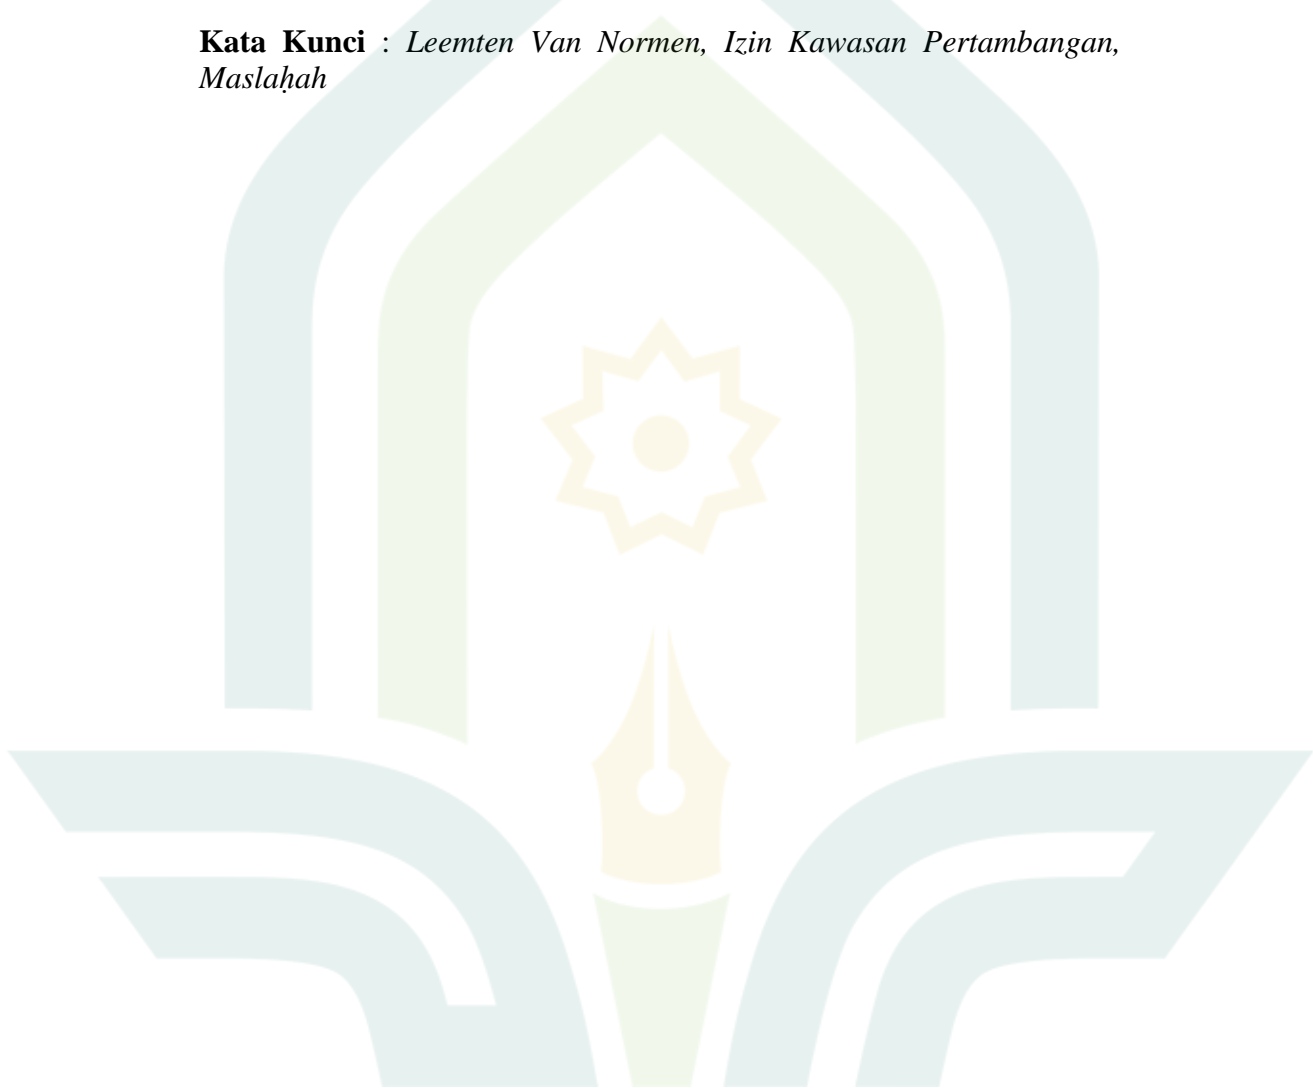 Kata Kunci : Leemten Van Normen, Izin Kawasan Pertambangan,
Maslaḥah